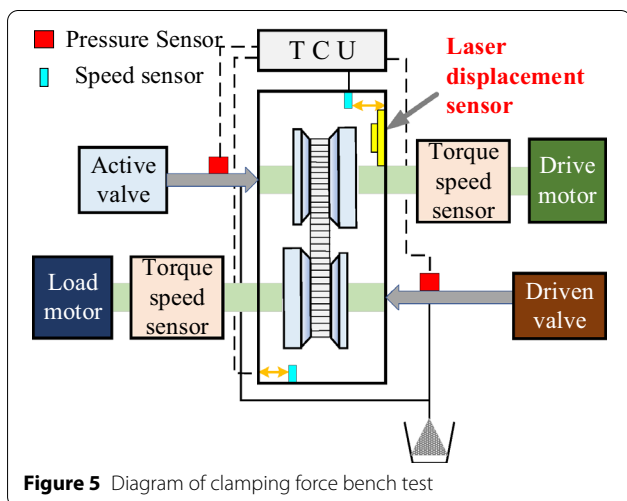 Pressure Sensor
Speed sensor
T C U
Laser
displacement
sensor
Active
valve
Torque
speed
sensor
Drive
motor
Load
motor
Torque
speed
sensor
Driven
valve
Figure 5 Diagram of clamping force bench test